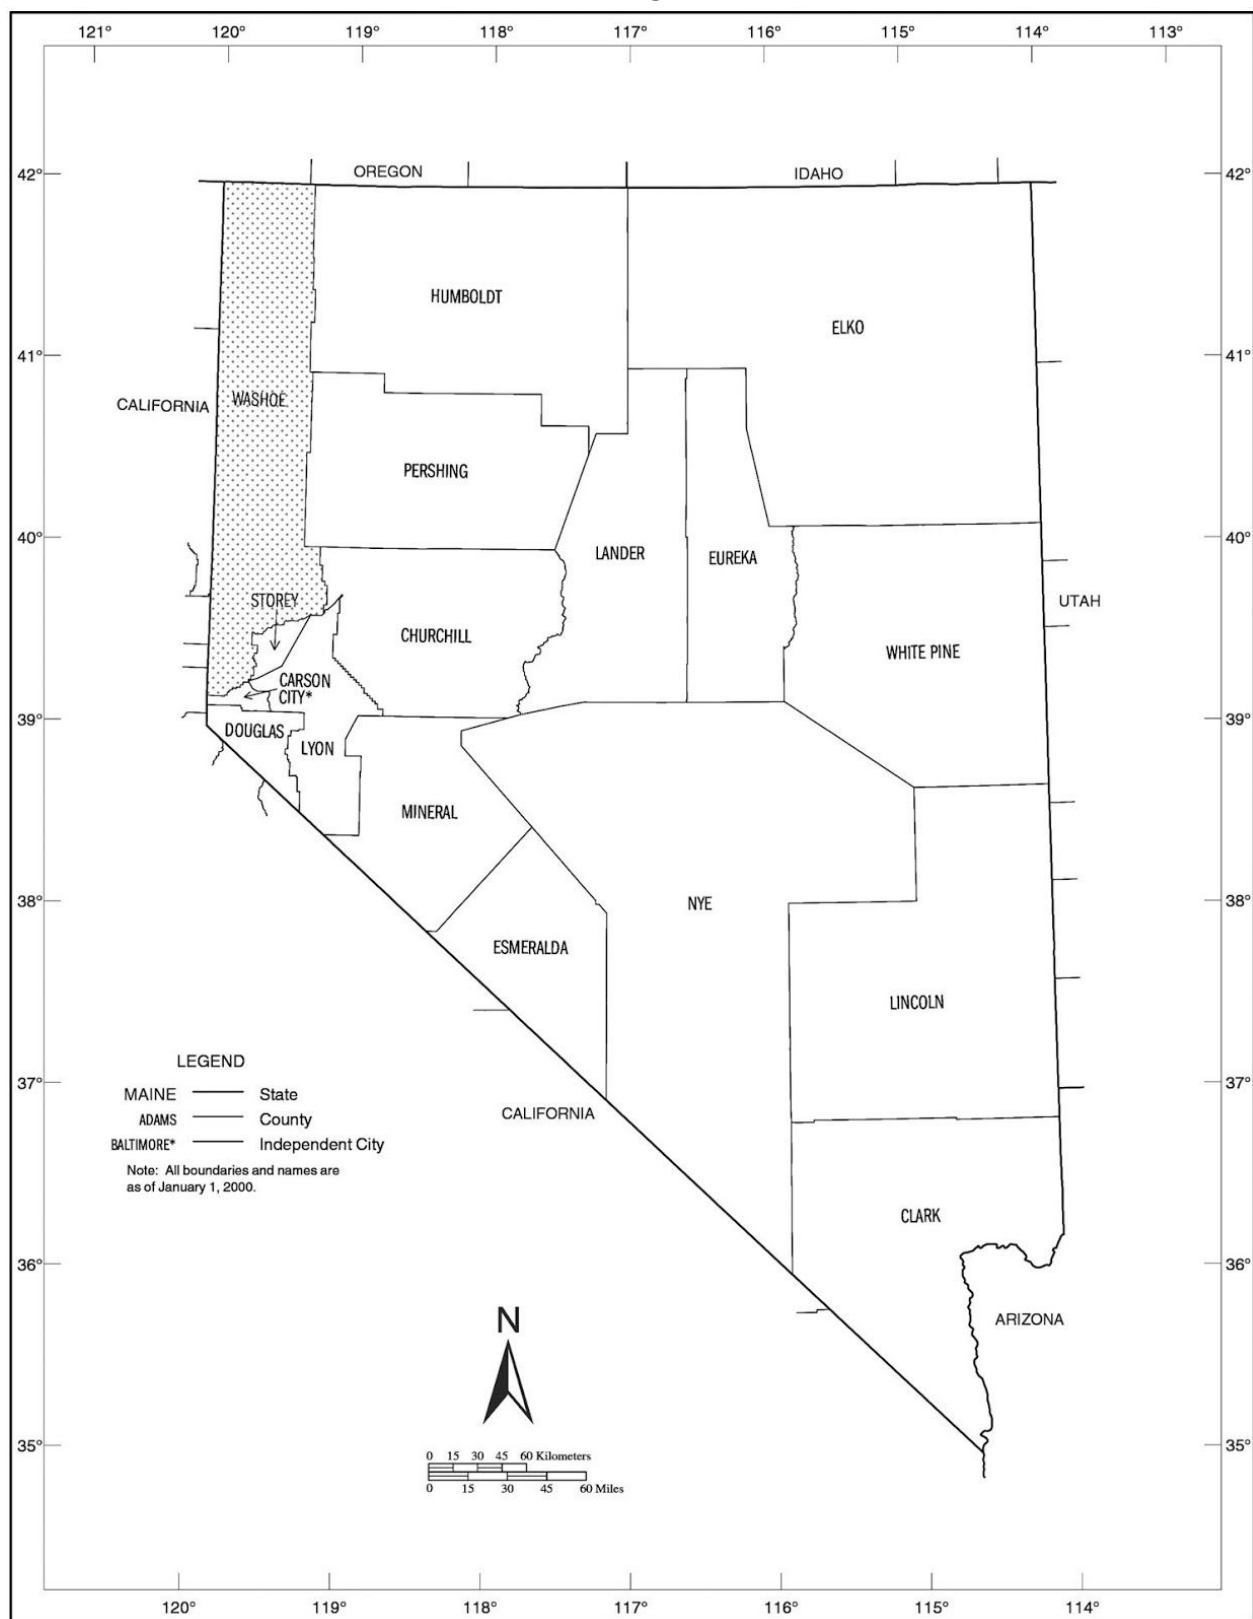 121° 120° 119° 118° 117° 116° 115° 114° 113°
42° OREGON IDAHO 42°
HUMBOLDT
ELKO
41° 41°
CALIFORNIA WASHOE
PERSHING
40° LANDER EUREKA 40°
STOREY UTAH
CHURCHILL
WHITE PINE
CARSON
CITY*
39° 39°
DOUGLAS
LYON
MINERAL
38° NYE 38°
ESMERALDA
LINCOLN
LEGEND
37° 37°
MAINE State
CALIFORNIA
ADAMS County
BALTIMORE* Independent City
Note: All boundaries and names are
as of January 1, 2000.
CLARK
36° 36°
N
ARIZONA
35° 35°
0 15 30 45 60 Kilometers
0 15 30 45 60 Miles
120° 119° 118° 117° 116° 115° 114°